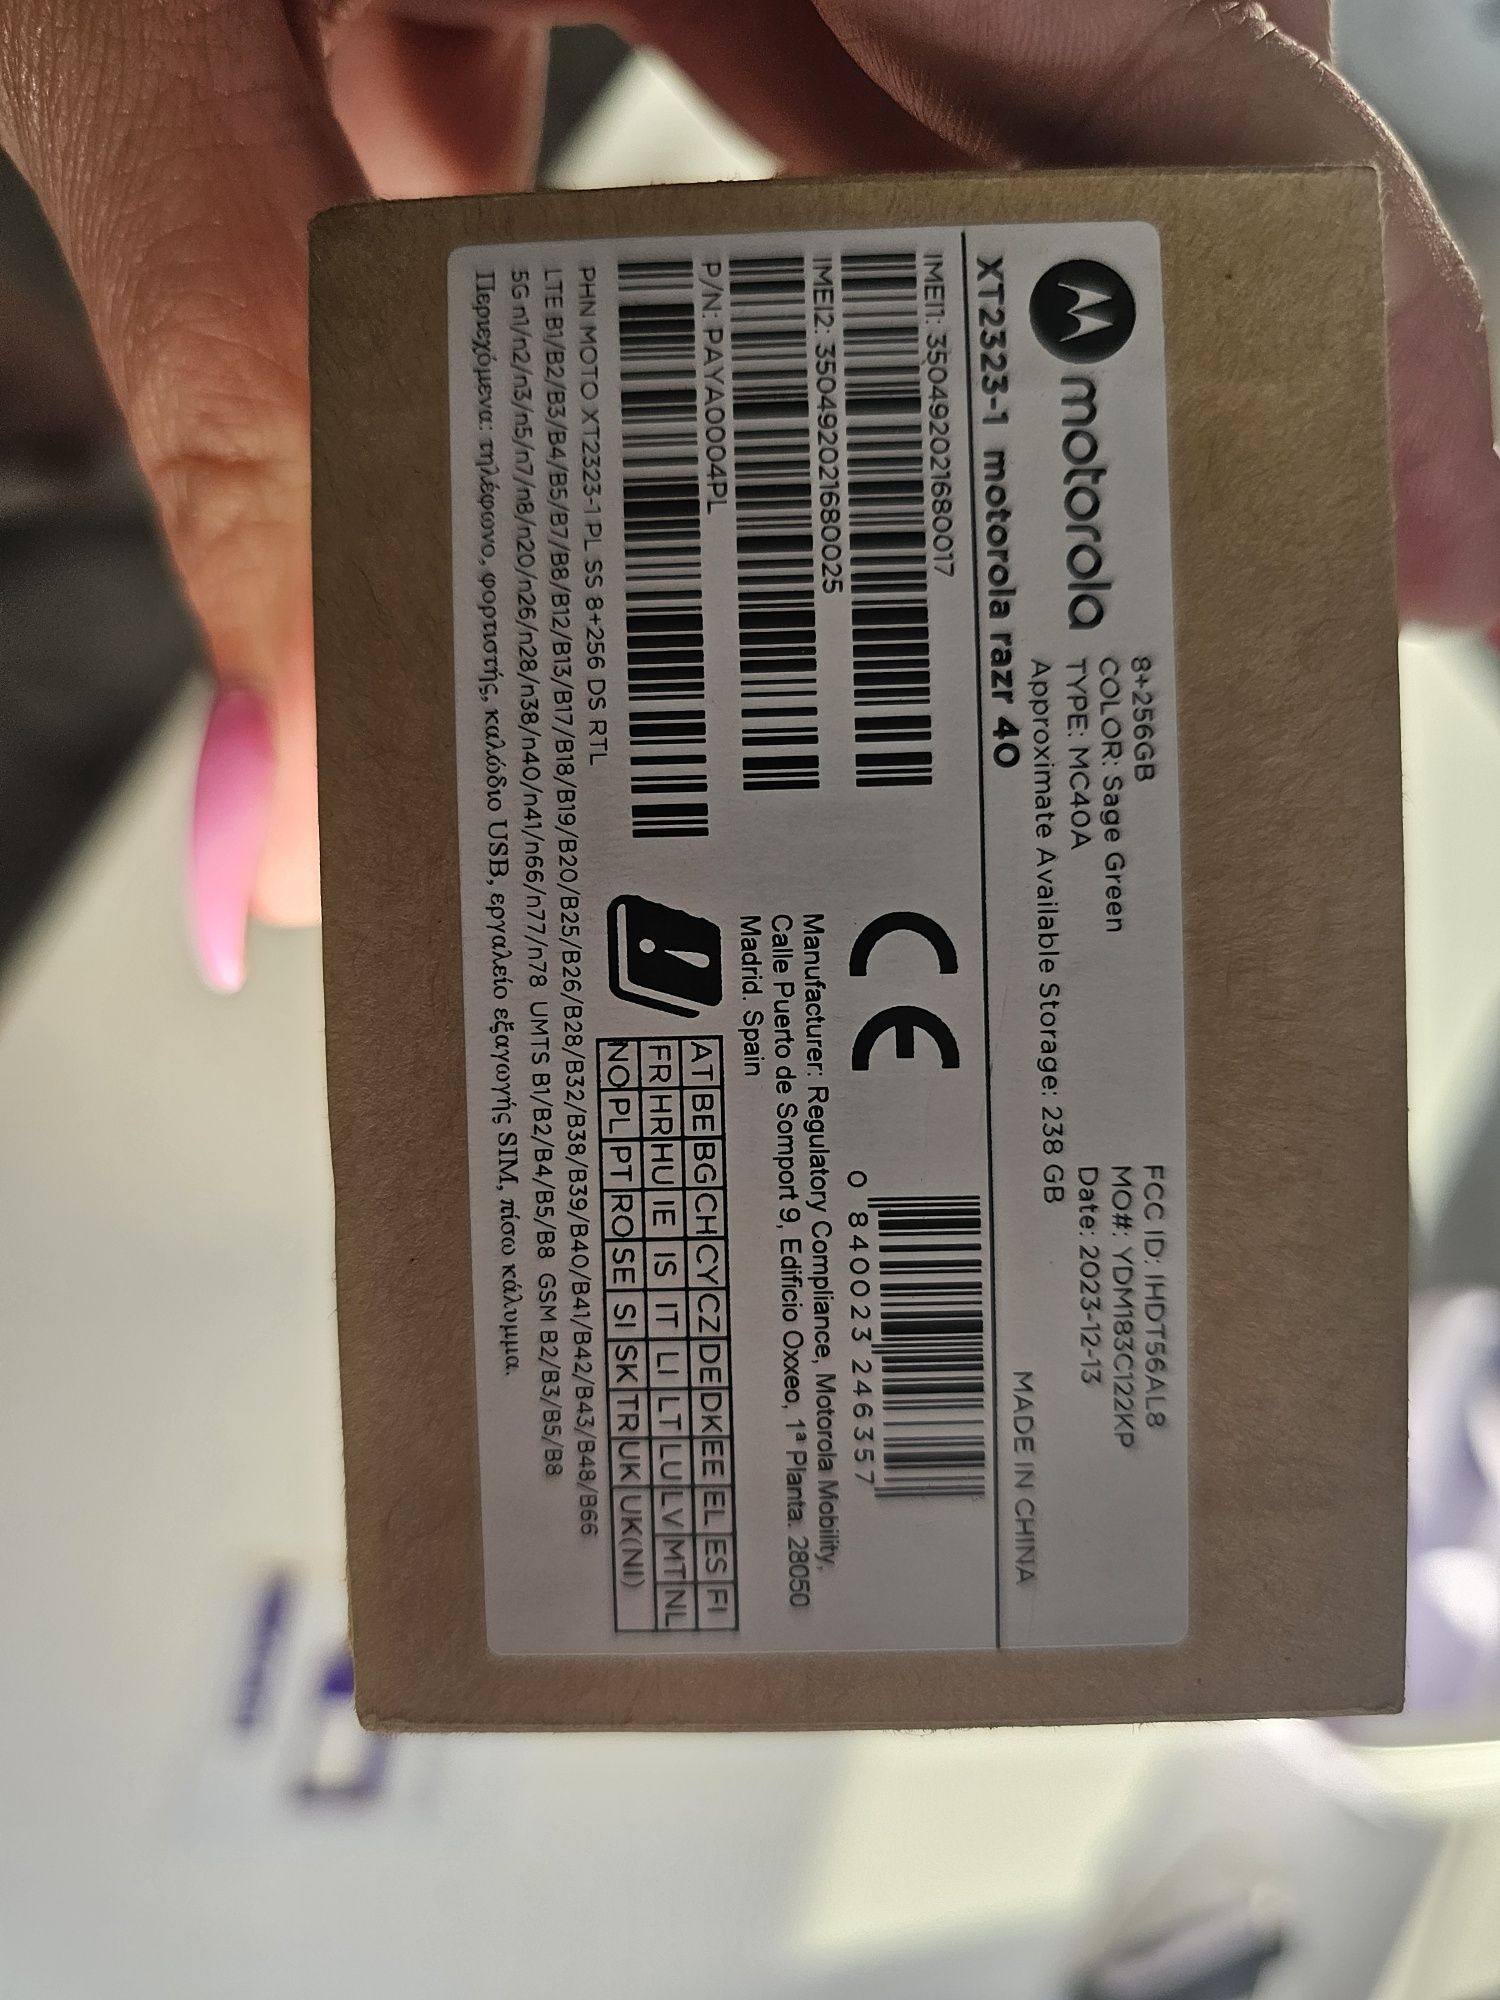 motorola
8+256GB
COLOR: Sage Green
TYPE: MC40A
Approximate Available Storage: 238 GB
FCC ID: IHDT56AL8
MO#: YDM183C122KP
Date: 2023-12-13
XT2323-1 motorola razr 40
MADE IN CHINA
IMEI1: 350492021680017
IMEI2: 350492021680025
P/N: PAYA0004PL
CE
0 840023 246357
Manufacturer: Regulatory Compliance, Motorola Mobility.
Calle Puerto de Somport 9, Edificio Oxxeo, 1ª Planta. 28050
Madrid. Spain
AT BE BG CH CY CZ DE DK EE EL ES FI
FR HR HU IE IS IT LI LT LU LV MT NL
NO PL PT RO SE SI SK TR UK UK(NI)
PHN MOTO XT2323-1 PL SS 8+256 DS RTL
LTE B1/B2/B3/B4/B5/B7/B8/B12/B13/B17/B18/B19/B20/B25/B26/B28/B32/B38/B39/B40/B41/B42/B43/B48/B66
5G n1/n2/n3/n5/n7/n8/n20/n26/n28/n38/n40/n41/n66/n77/n78 UMTS B1/B2/B4/B5/B8 GSM B2/B3/B5/B8
Περιεχόμενα: τηλέφωνο, φορτιστής, καλώδιο USB, εργαλείο εξαγωγής SIM, πίσω κάλυμμα.